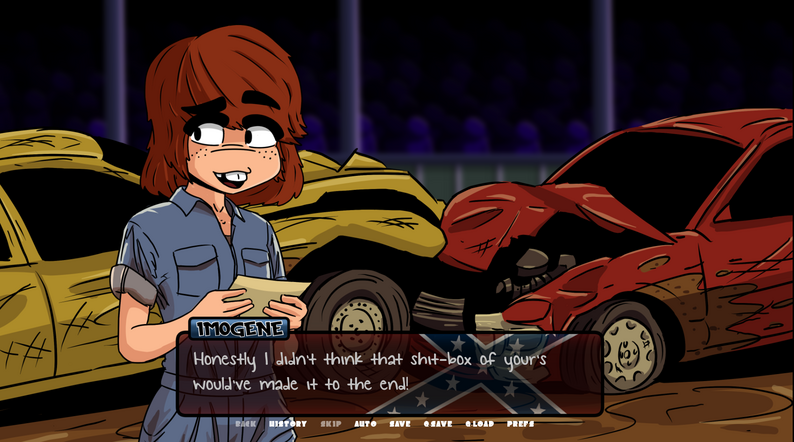 IMOGENE
Honestly I didn't think that shit-box of your's
would've made it to the end!
BACK HISTORY SKIP AUTO SAVE Q.SAVE Q.LOAD PREFS